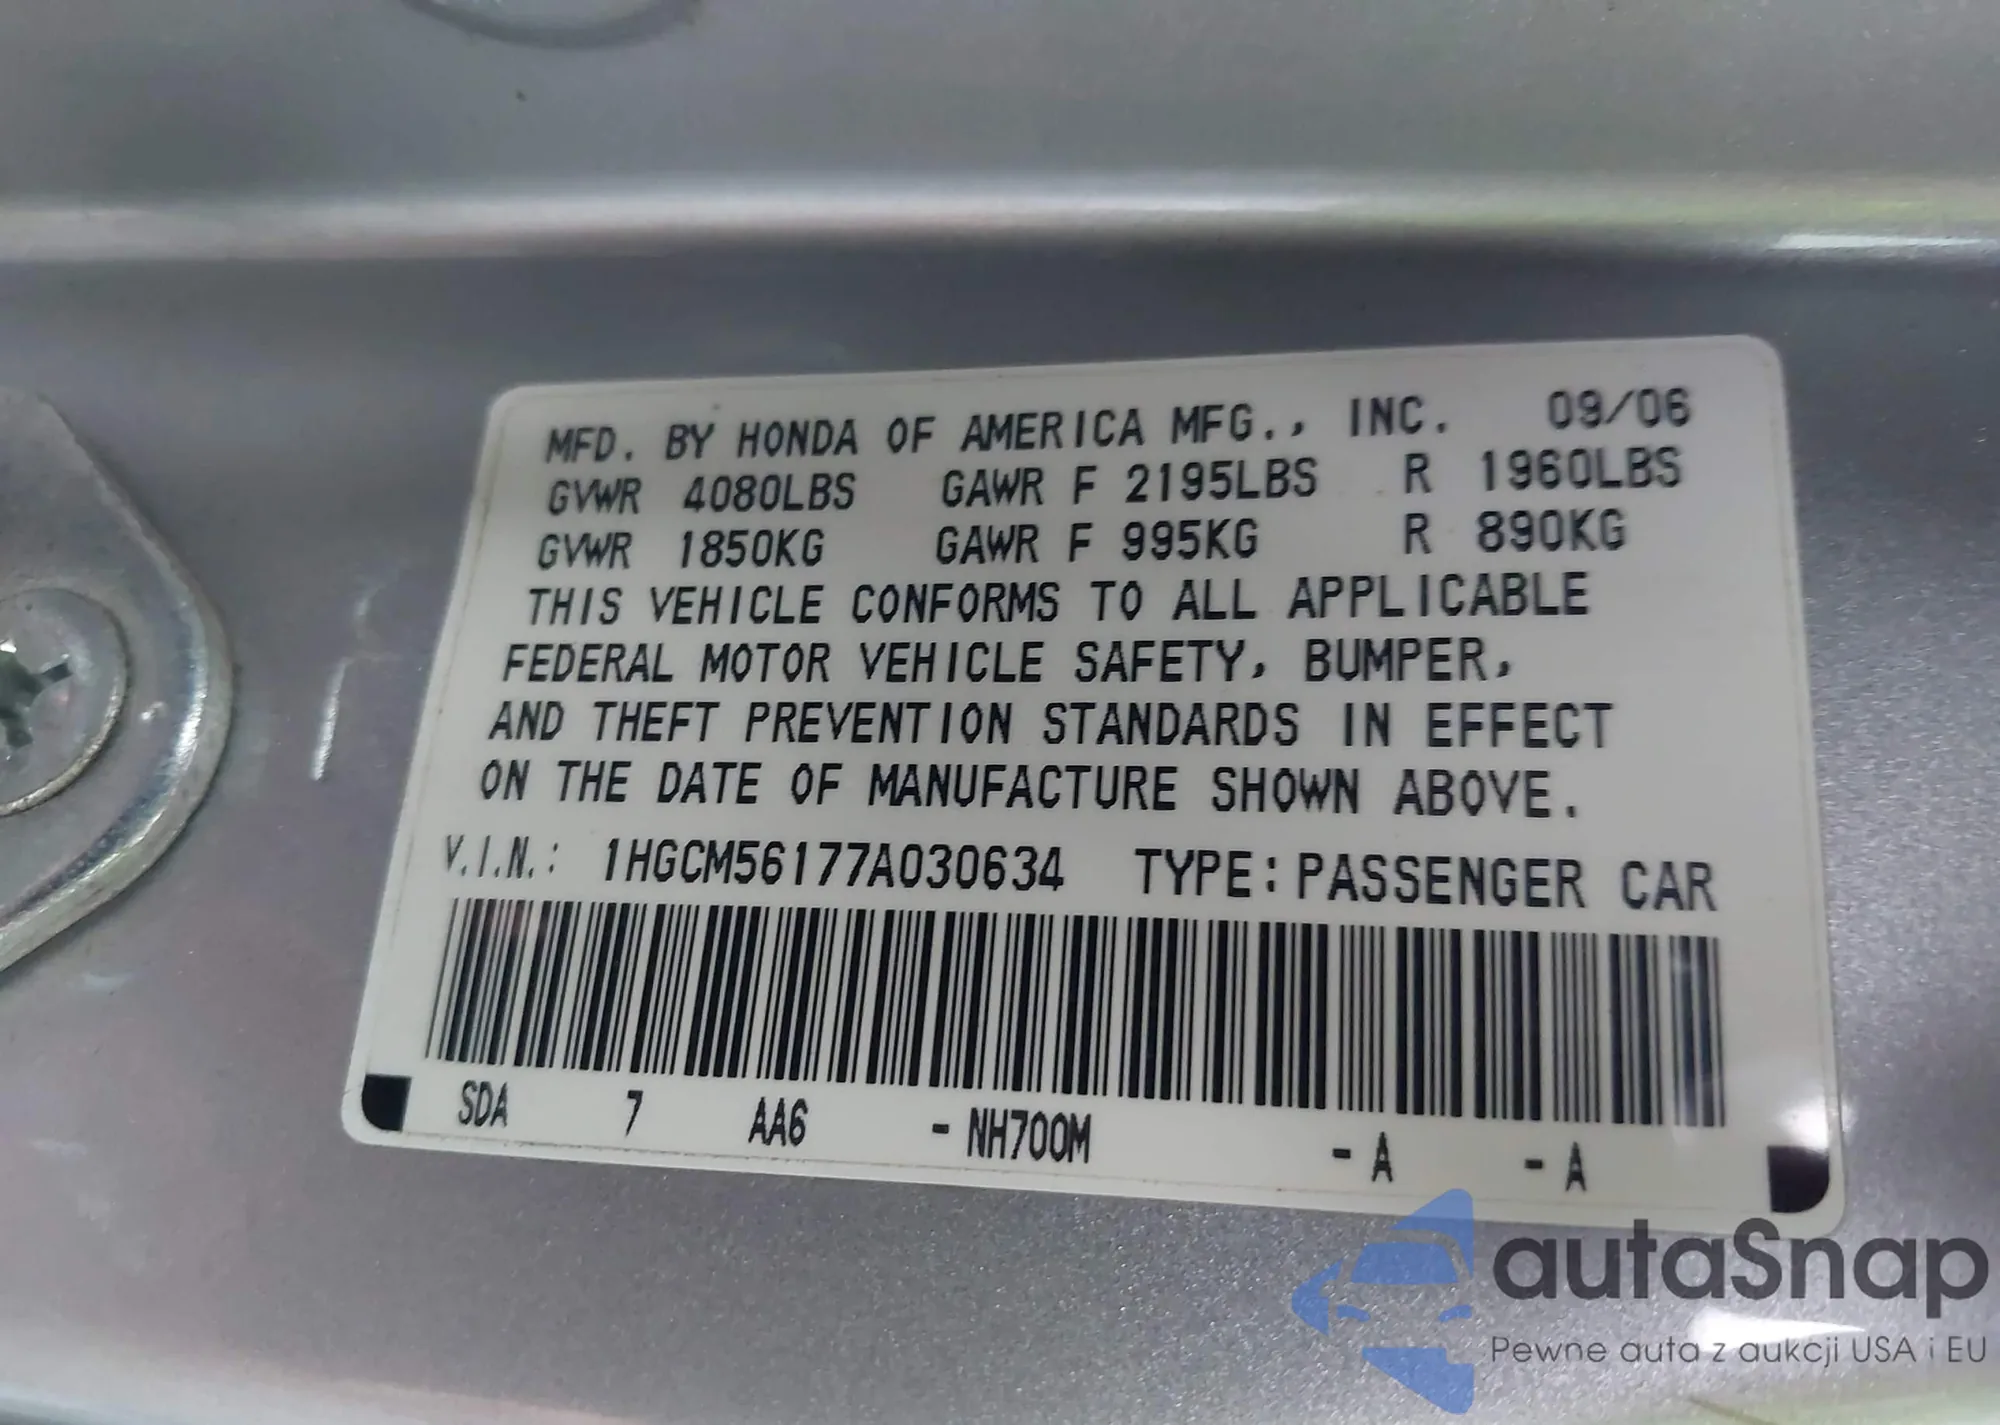 MFD. BY HONDA OF AMERICA MFG., INC. 09/06
GVWR 4080LBS GAWR F 2195LBS R 1960LBS
GVWR 1850KG GAWR F 995KG R 890KG
THIS VEHICLE CONFORMS TO ALL APPLICABLE
FEDERAL MOTOR VEHICLE SAFETY, BUMPER,
AND THEFT PREVENTION STANDARDS IN EFFECT
ON THE DATE OF MANUFACTURE SHOWN ABOVE.
V.I.N.: 1HGCM56177A030634 TYPE: PASSENGER CAR
SDA 7 AA6 - NH700M - A - A
autaSnap
Pewne auta z aukcji USA i EU